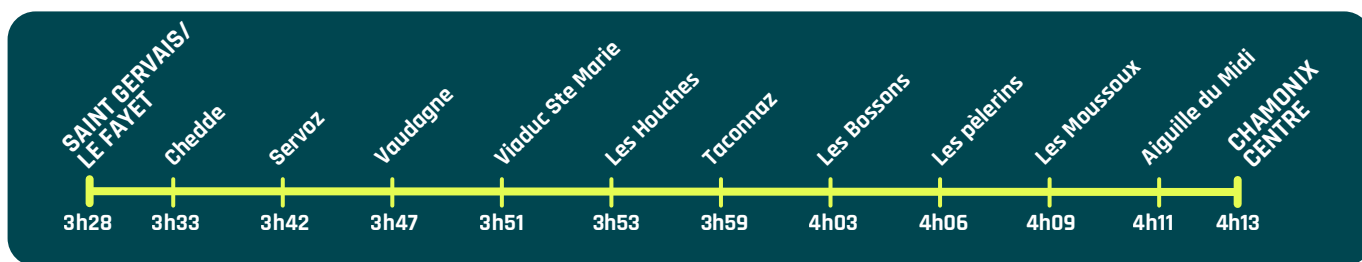 SAINT GERVAIS/
LE FAYET
Chedde
Servoz
Vaudagne
Viaduc Ste Marie
Les Houches
Taconnaz
Les Bossons
Les pèlerins
Les Moussoux
Aiguille du Midi
CHAMONIX
CENTRE
3h28 3h33 3h42 3h47 3h51 3h53 3h59 4h03 4h06 4h09 4h11 4h13